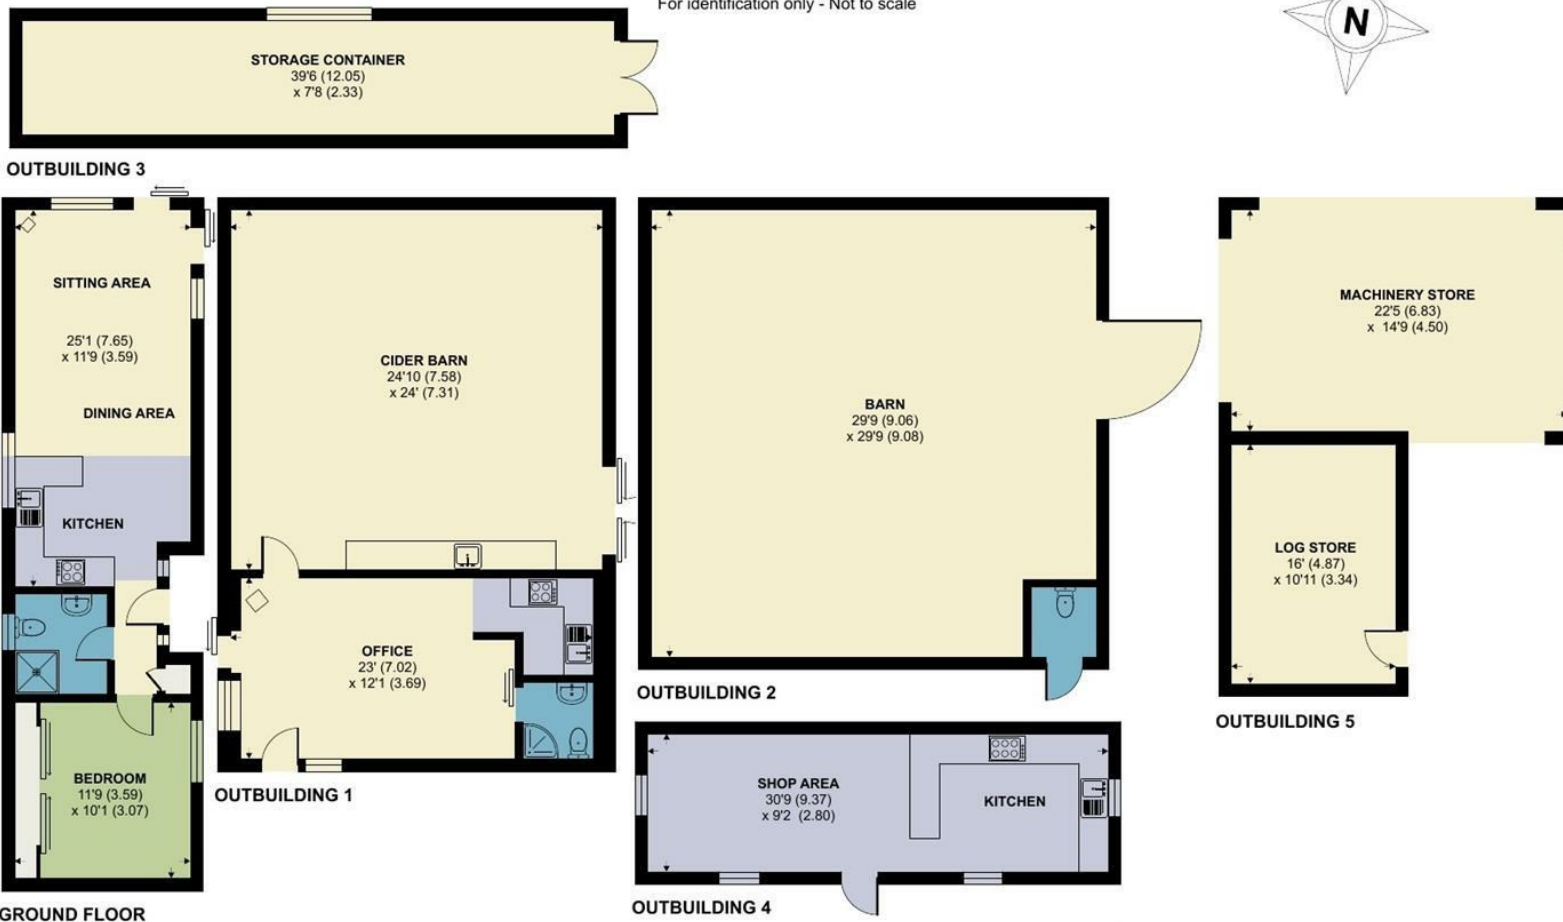 For identification only - Not to scale
N
STORAGE CONTAINER
39'6 (12.05)
x 7'8 (2.33)
OUTBUILDING 3
SITTING AREA
25'1 (7.65)
x 11'9 (3.59)
DINING AREA
KITCHEN
BEDROOM
11'9 (3.59)
x 10'1 (3.07)
GROUND FLOOR
CIDER BARN
24'10 (7.58)
x 24' (7.31)
OFFICE
23' (7.02)
x 12'1 (3.69)
OUTBUILDING 1
BARN
29'9 (9.06)
x 29'9 (9.08)
OUTBUILDING 2
SHOP AREA
30'9 (9.37)
x 9'2 (2.80)
KITCHEN
OUTBUILDING 4
MACHINERY STORE
22'5 (6.83)
x 14'9 (4.50)
LOG STORE
16' (4.87)
x 10'11 (3.34)
OUTBUILDING 5